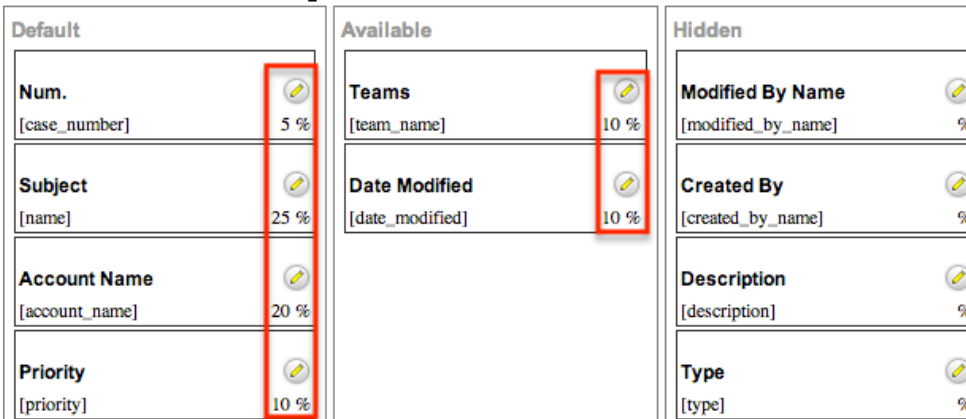 Default
Num.
[case_number] 5 %
Subject
[name] 25 %
Account Name
[account_name] 20 %
Priority
[priority] 10 %
Available
Teams
[team_name] 10 %
Date Modified
[date_modified] 10 %
Hidden
Modified By Name
[modified_by_name] %
Created By
[created_by_name] %
Description
[description] %
Type
[type] %